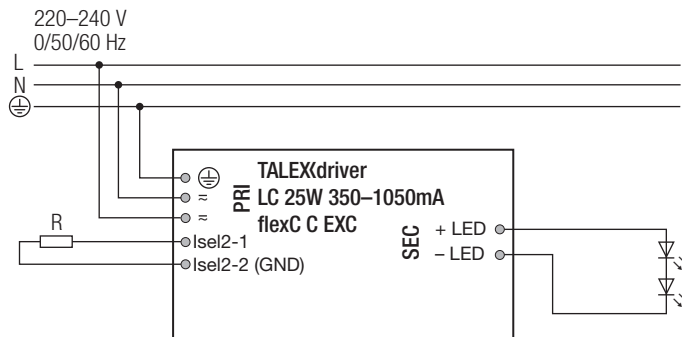 220–240 V
0/50/60 Hz
L
N
TALEXXdriver
LC 25W 350–1050mA
flexC C EXC
PRI
≂
≂
R
Isel2-1
Isel2-2 (GND)
SEC
+ LED
– LED